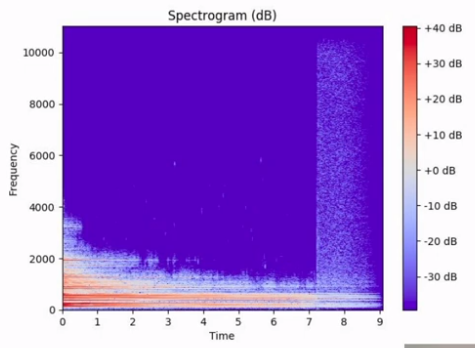 Spectrogram (dB)
10000
8000
6000
4000
2000
0
Frequency
0 1 2 3 4 5 6 7 8 9
Time
+40 dB
+30 dB
+20 dB
+10 dB
+0 dB
-10 dB
-20 dB
-30 dB